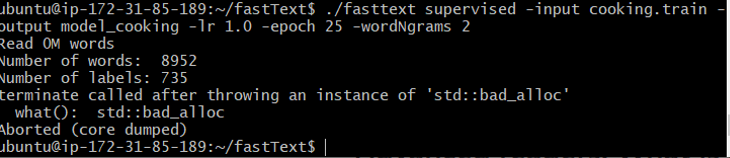 ubuntu@ip-172-31-85-189:~/fastText$ ./fasttext supervised -input cooking.train -
output model_cooking -lr 1.0 -epoch 25 -wordNgrams 2
Read 0M words
Number of words:  8952
Number of labels: 735
terminate called after throwing an instance of 'std::bad_alloc'
  what():  std::bad_alloc
Aborted (core dumped)
ubuntu@ip-172-31-85-189:~/fastText$